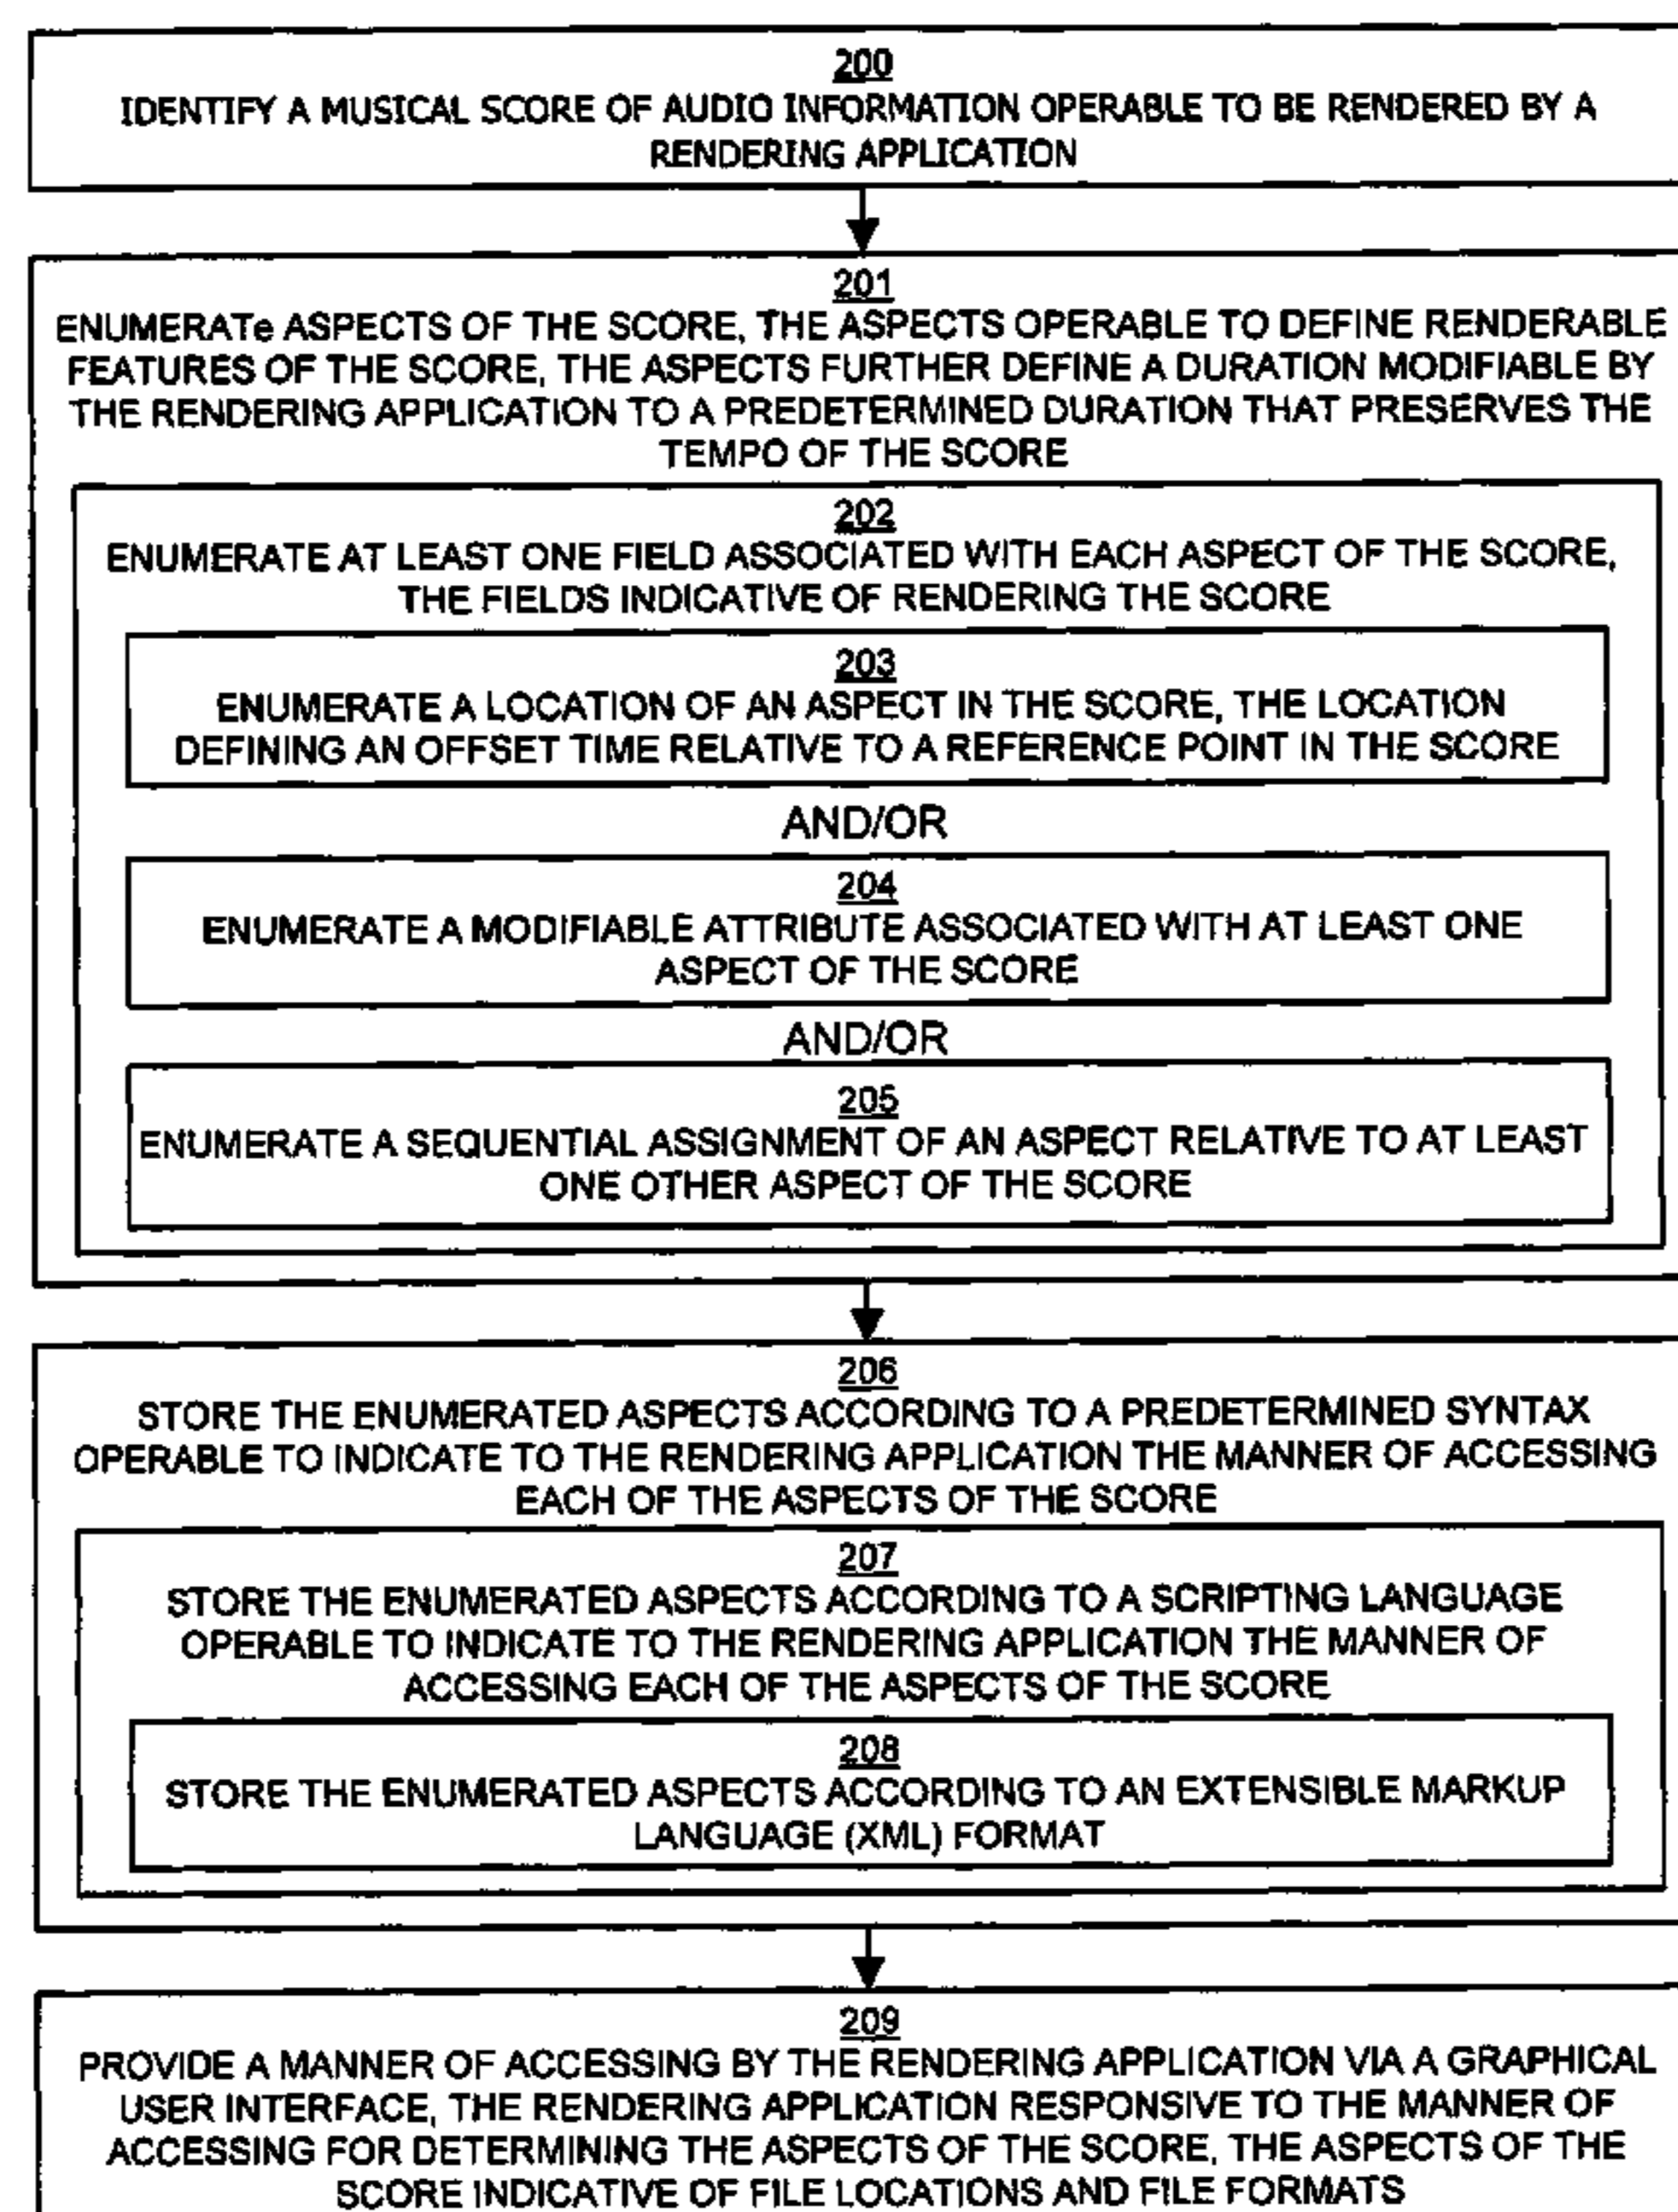 200
IDENTIFY A MUSICAL SCORE OF AUDIO INFORMATION OPERABLE TO BE RENDERED BY A
RENDERING APPLICATION
201
ENUMERATe ASPECTS OF THE SCORE, THE ASPECTS OPERABLE TO DEFINE RENDERABLE
FEATURES OF THE SCORE, THE ASPECTS FURTHER DEFINE A DURATION MODIFIABLE BY
THE RENDERING APPLICATION TO A PREDETERMINED DURATION THAT PRESERVES THE
TEMPO OF THE SCORE
202
ENUMERATE AT LEAST ONE FIELD ASSOCIATED WITH EACH ASPECT OF THE SCORE,
THE FIELDS INDICATIVE OF RENDERING THE SCORE
203
ENUMERATE A LOCATION OF AN ASPECT IN THE SCORE, THE LOCATION
DEFINING AN OFFSET TIME RELATIVE TO A REFERENCE POINT IN THE SCORE
AND/OR
204
ENUMERATE A MODIFIABLE ATTRIBUTE ASSOCIATED WITH AT LEAST ONE
ASPECT OF THE SCORE
AND/OR
205
ENUMERATE A SEQUENTIAL ASSIGNMENT OF AN ASPECT RELATIVE TO AT LEAST
ONE OTHER ASPECT OF THE SCORE
206
STORE THE ENUMERATED ASPECTS ACCORDING TO A PREDETERMINED SYNTAX
OPERABLE TO INDICATE TO THE RENDERING APPLICATION THE MANNER OF ACCESSING
EACH OF THE ASPECTS OF THE SCORE
207
STORE THE ENUMERATED ASPECTS ACCORDING TO A SCRIPTING LANGUAGE
OPERABLE TO INDICATE TO THE RENDERING APPLICATION THE MANNER OF
ACCESSING EACH OF THE ASPECTS OF THE SCORE
208
STORE THE ENUMERATED ASPECTS ACCORDING TO AN EXTENSIBLE MARKUP
LANGUAGE (XML) FORMAT
209
PROVIDE A MANNER OF ACCESSING BY THE RENDERING APPLICATION VIA A GRAPHICAL
USER INTERFACE, THE RENDERING APPLICATION RESPONSIVE TO THE MANNER OF
ACCESSING FOR DETERMINING THE ASPECTS OF THE SCORE, THE ASPECTS OF THE
SCORE INDICATIVE OF FILE LOCATIONS AND FILE FORMATS